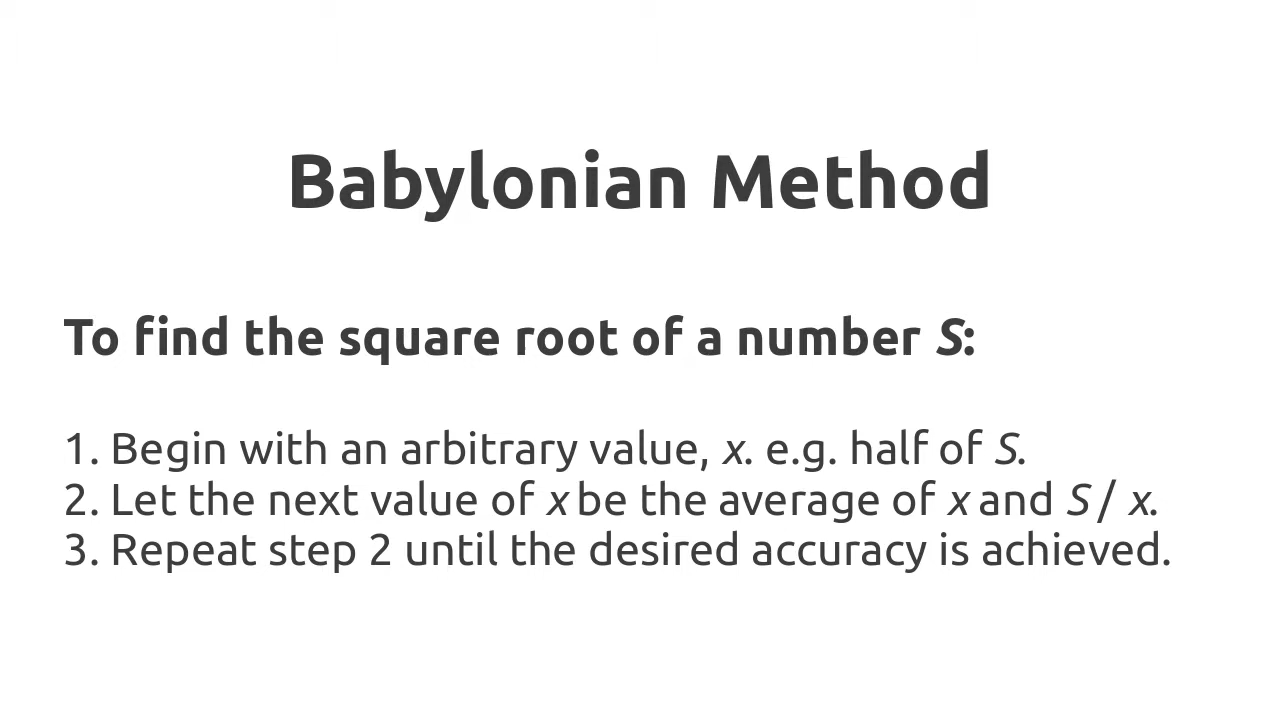 Babylonian Method
To find the square root of a number S:
1. Begin with an arbitrary value, x. e.g. half of S.
2. Let the next value of x be the average of x and S / x.
3. Repeat step 2 until the desired accuracy is achieved.